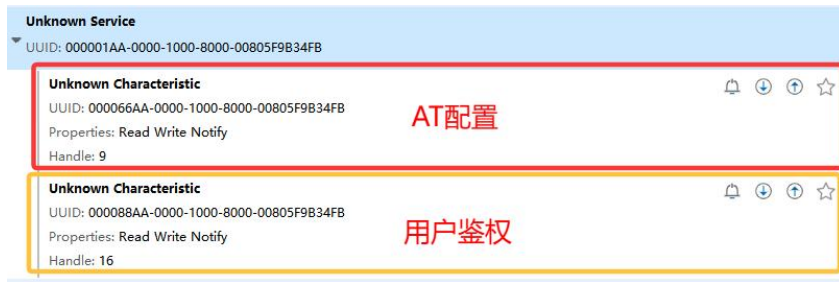 Unknown Service
UUID: 000001AA-0000-1000-8000-00805F9B34FB
Unknown Characteristic
UUID: 000066AA-0000-1000-8000-00805F9B34FB
AT配置
Properties: Read Write Notify
Handle: 9
Unknown Characteristic
UUID: 000088AA-0000-1000-8000-00805F9B34FB
用户鉴权
Properties: Read Write Notify
Handle: 16